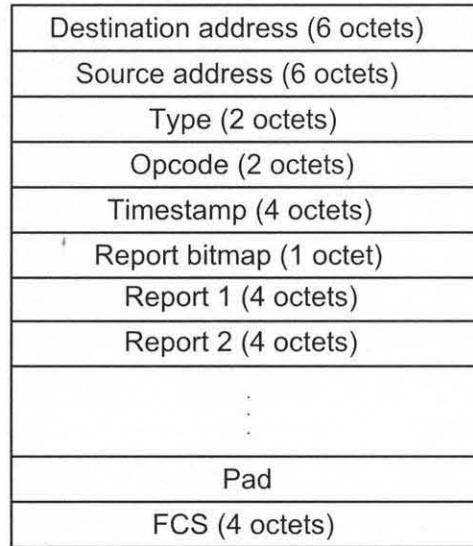 Destination address (6 octets)
Source address (6 octets)
Type (2 octets)
Opcode (2 octets)
Timestamp (4 octets)
Report bitmap (1 octet)
Report 1 (4 octets)
Report 2 (4 octets)
.
.
.
Pad
FCS (4 octets)